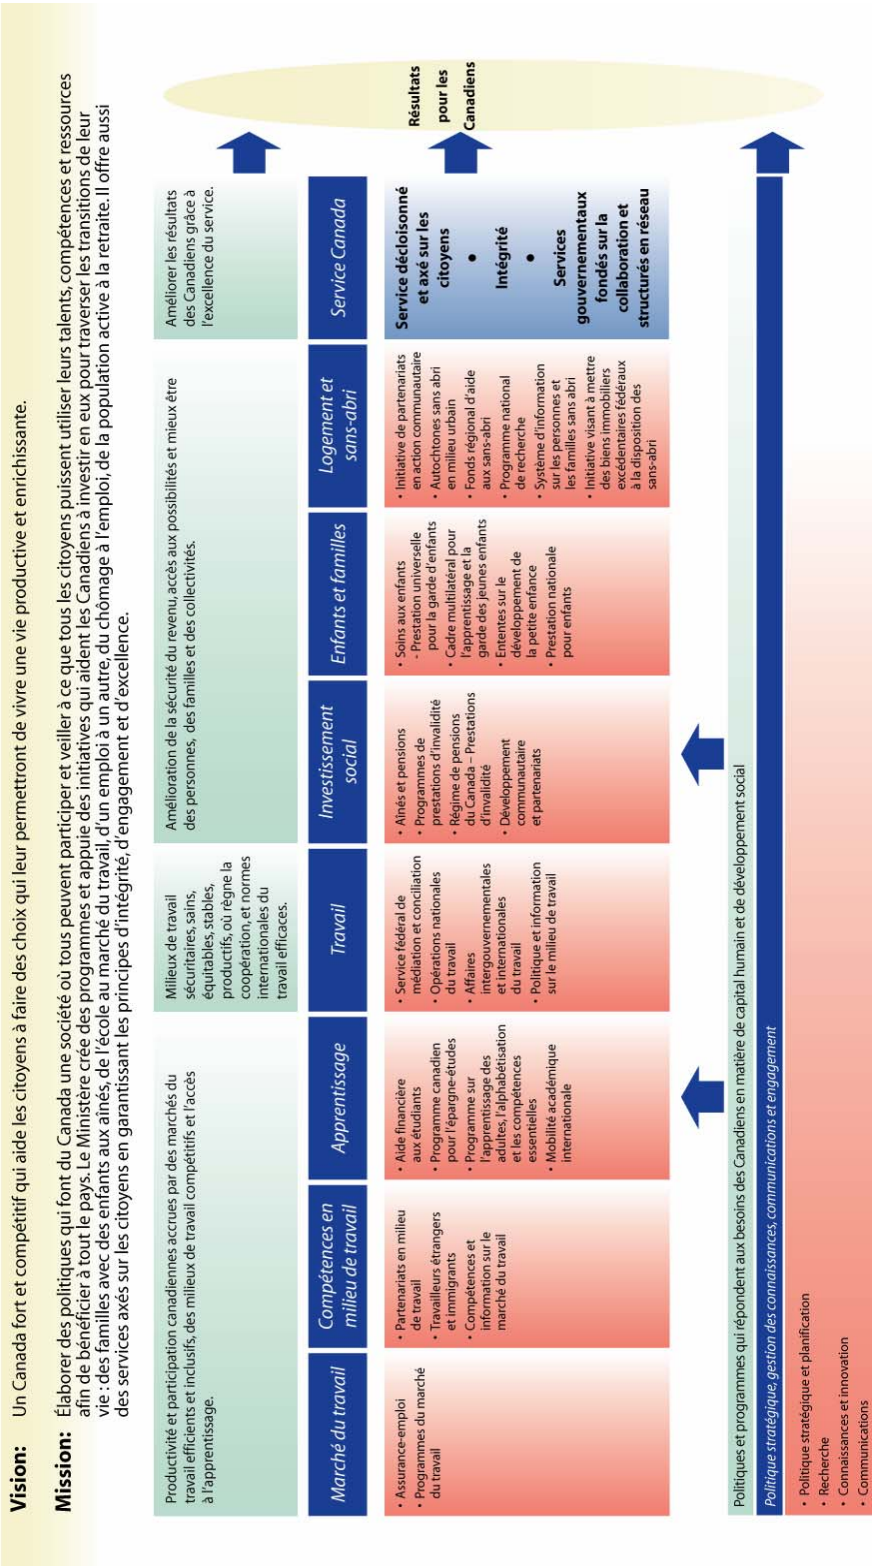 Vision: Un Canada fort et compétitif qui aide les citoyens à faire des choix qui leur permettront de vivre une vie productive et enrichissante.
Mission: Élaborer des politiques qui font du Canada une société où tous peuvent participer et veiller à ce que tous les citoyens puissent utiliser leurs talents, compétences et ressources
afin de bénéficier à tout le pays. Le Ministère crée des programmes et appuie des initiatives qui aident les Canadiens à investir en eux pour traverser les transitions de leur
vie : des familles avec des enfants aux aînés, de l'école au marché du travail, d'un emploi à un autre, du chômage à l'emploi, de la population active à la retraite. Il offre aussi
des services axés sur les citoyens en garantissant les principes d'intégrité, d'engagement et d'excellence.
Productivité et participation canadiennes accrues par des marchés du
travail efficients et inclusifs, des milieux de travail compétitifs et l'accès
à l'apprentissage.
Milieux de travail
sécuritaires, sains,
équitables, stables,
productifs, où règne la
coopération, et normes
internationales du
travail efficaces.
Amélioration de la sécurité du revenu, accès aux possibilités et mieux être
des personnes, des familles et des collectivités.
Améliorer les résultats
des Canadiens grâce à
l'excellence du service.
Marché du travail
• Assurance-emploi
• Programmes du marché
du travail
Compétences en
milieu de travail
• Partenariats en milieu
de travail
• Travailleurs étrangers
et immigrants
• Compétences et
information sur le
marché du travail
Apprentissage
• Aide financière
aux étudiants
• Programme canadien
pour l'épargne-études
• Programme sur
l'apprentissage des
adultes, l'alphabétisation
et les compétences
essentielles
• Mobilité académique
internationale
Travail
• Service fédéral de
médiation et conciliation
• Opérations nationales
du travail
• Affaires
intergouvernementales
et internationales
du travail
• Politique et information
sur le milieu de travail
Investissement
social
• Aînés et pensions
• Programmes de
prestations d'invalidité
• Régime de pensions
du Canada – Prestations
d'invalidité
• Développement
communautaire
et partenariats
Enfants et familles
• Soins aux enfants
- Prestation universelle
pour la garde d'enfants
• Cadre multilatéral pour
l'apprentissage et la
garde des jeunes enfants
• Ententes sur le
développement de
la petite enfance
• Prestation nationale
pour enfants
Logement et
sans-abri
• Initiative de partenariats
en action communautaire
• Autochtones sans abri
en milieu urbain
• Fonds régional d'aide
aux sans-abri
• Programme national
de recherche
• Système d'information
sur les personnes et
les familles sans abri
• Initiative visant à mettre
des biens immobiliers
excédentaires fédéraux
à la disposition des
sans-abri
Service Canada
Service décloisonné
et axé sur les
citoyens
•
Intégrité
•
Services
gouvernementaux
fondés sur la
collaboration et
structurés en réseau
Résultats
pour les
Canadiens
Politiques et programmes qui répondent aux besoins des Canadiens en matière de capital humain et de développement social
Politique stratégique, gestion des connaissances, communications et engagement
• Politique stratégique et planification
• Recherche
• Connaissances et innovation
• Communications